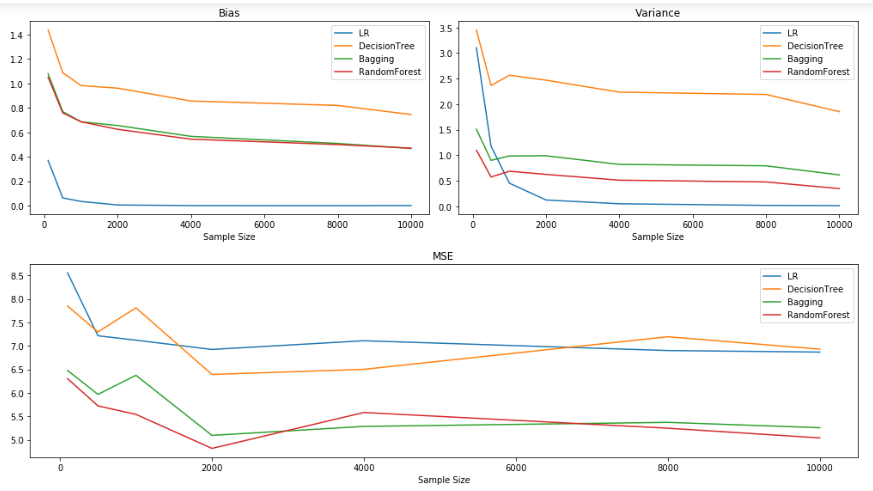 Bias
1.4
1.2
1.0
0.8
0.6
0.4
0.2
0.0
0 2000 4000 6000 8000 10000
Sample Size
LR
DecisionTree
Bagging
RandomForest
Variance
3.5
3.0
2.5
2.0
1.5
1.0
0.5
0.0
0 2000 4000 6000 8000 10000
Sample Size
LR
DecisionTree
Bagging
RandomForest
MSE
8.5
8.0
7.5
7.0
6.5
6.0
5.5
5.0
0 2000 4000 6000 8000 10000
Sample Size
LR
DecisionTree
Bagging
RandomForest